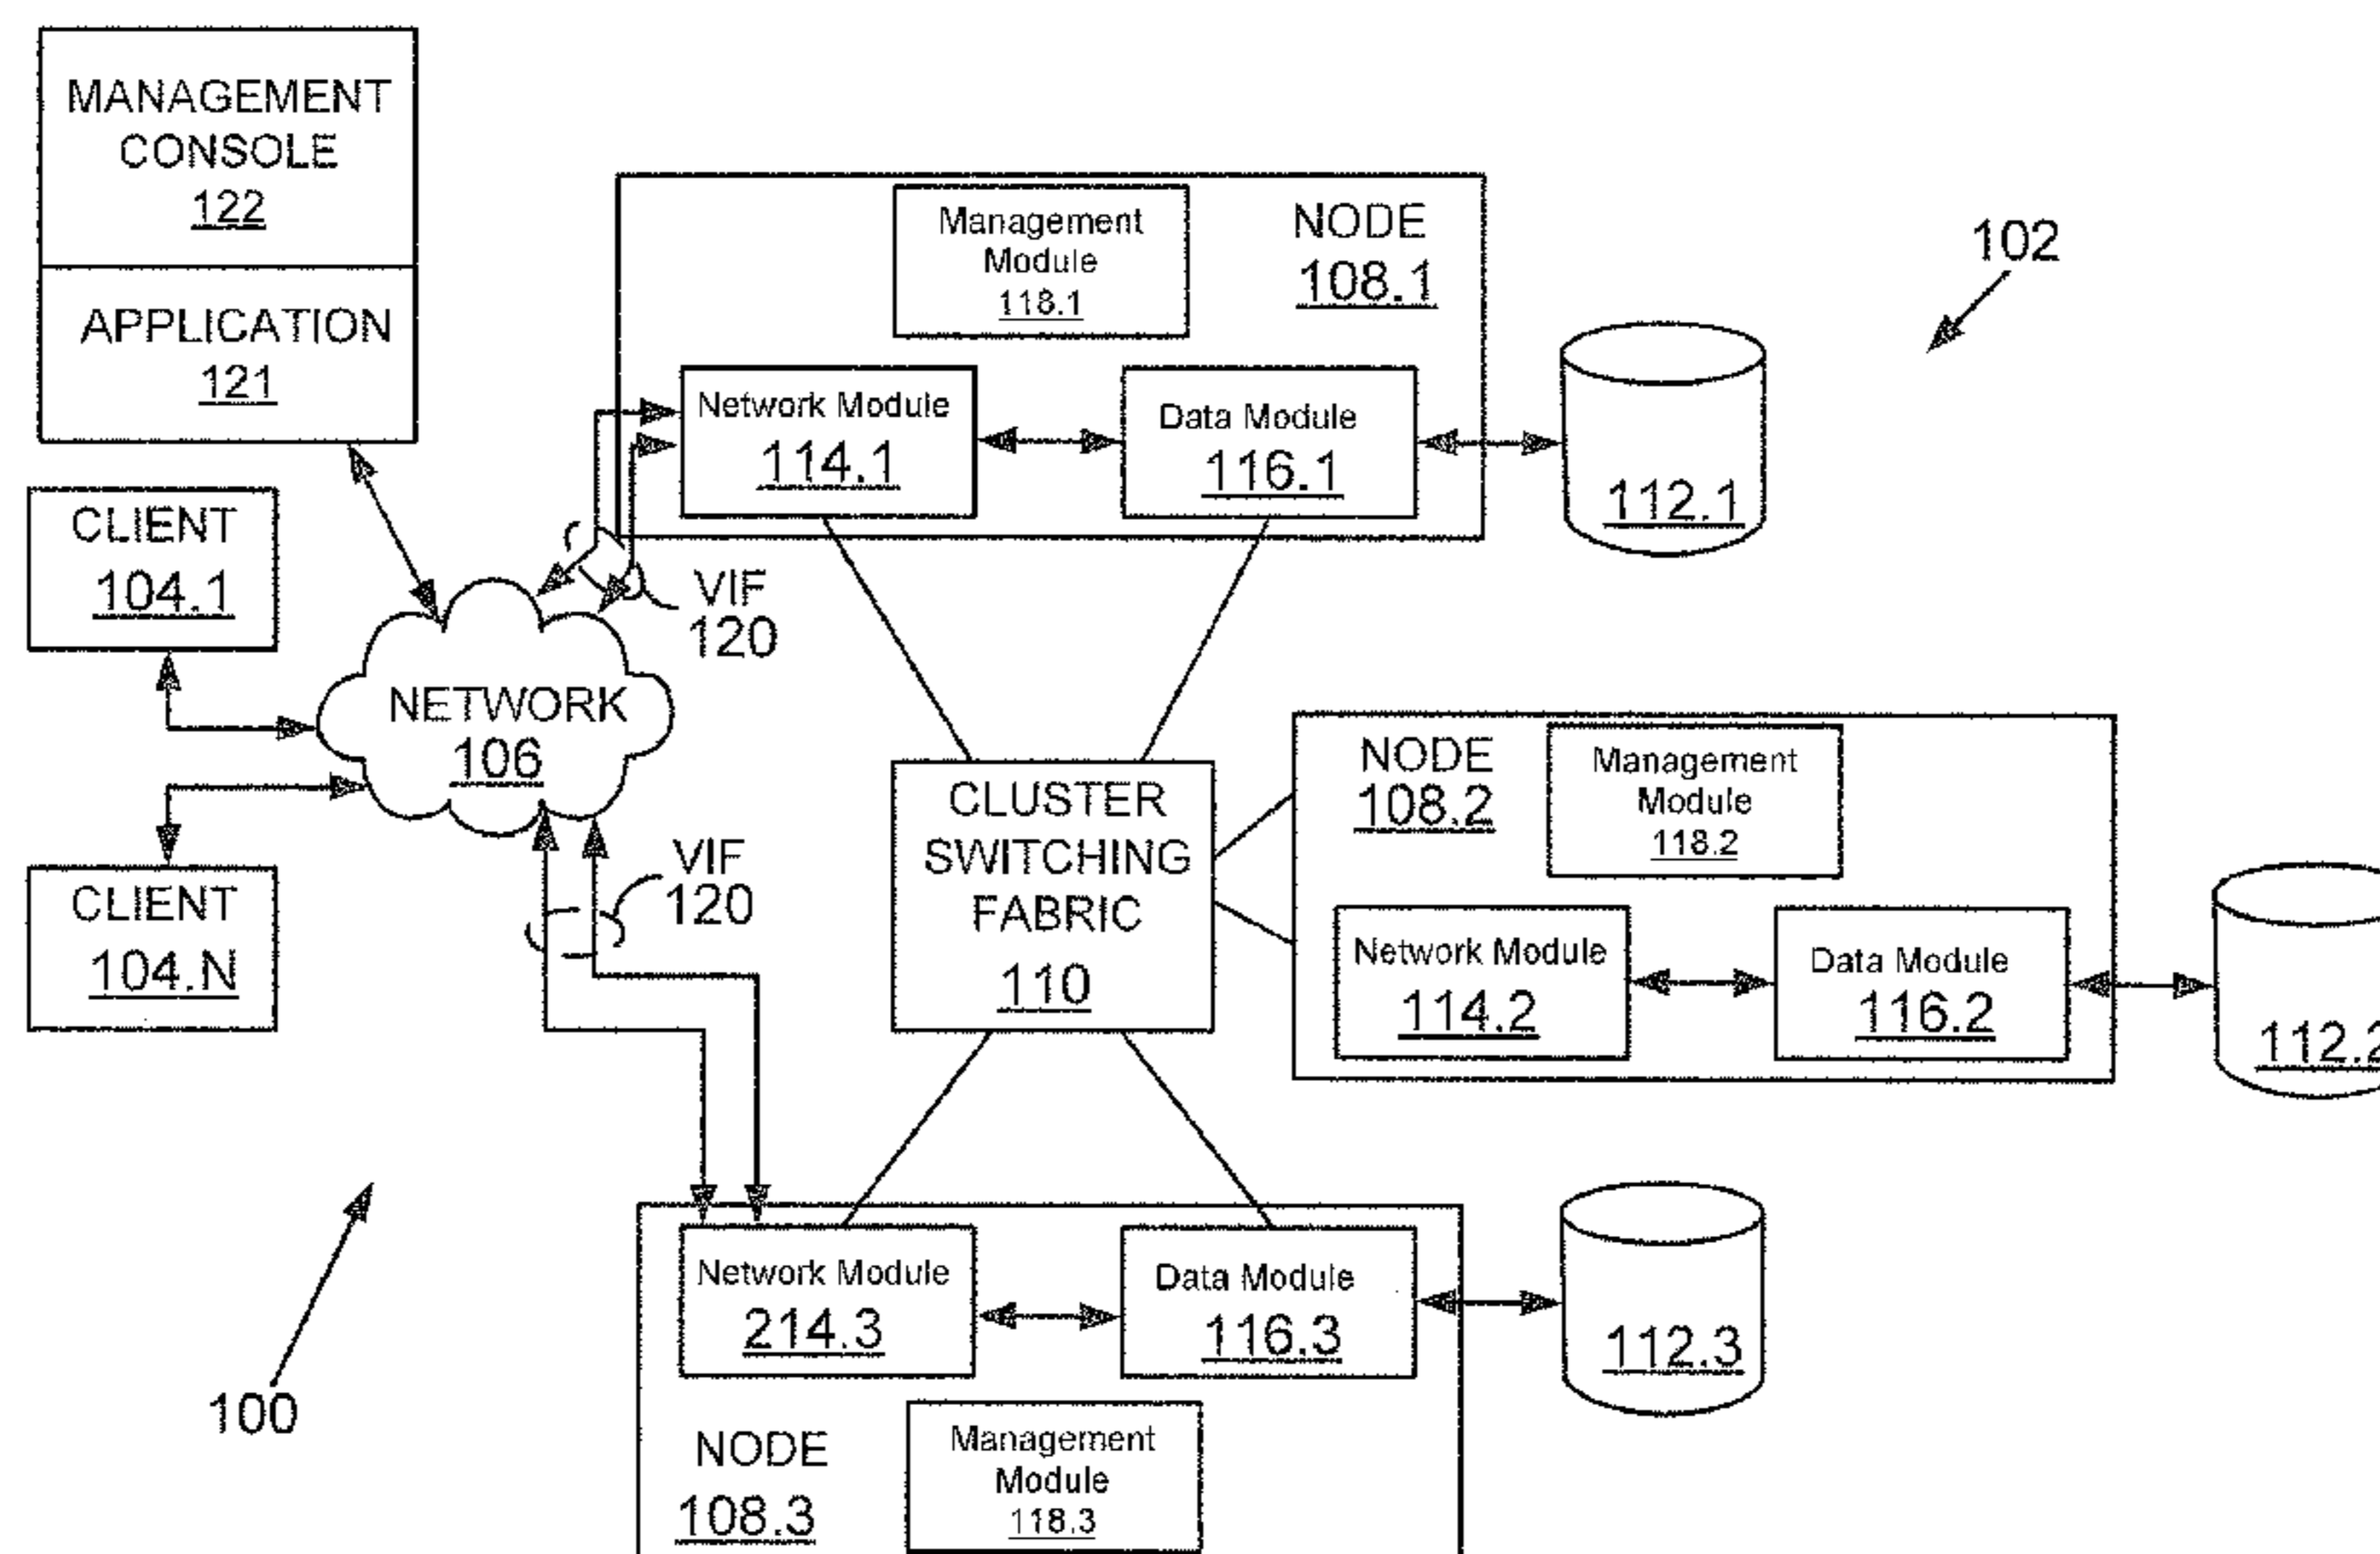 MANAGEMENT
CONSOLE
122
APPLICATION
121
CLIENT
104.1
CLIENT
104.N
NETWORK
106
VIF
120
VIF
120
Management
Module
118.1
NODE
108.1
Network Module
114.1
Data Module
116.1
112.1
102
CLUSTER
SWITCHING
FABRIC
110
NODE
108.2
Management
Module
118.2
Network Module
114.2
Data Module
116.2
112.2
Network Module
214.3
Data Module
116.3
112.3
NODE
108.3
Management
Module
118.3
100